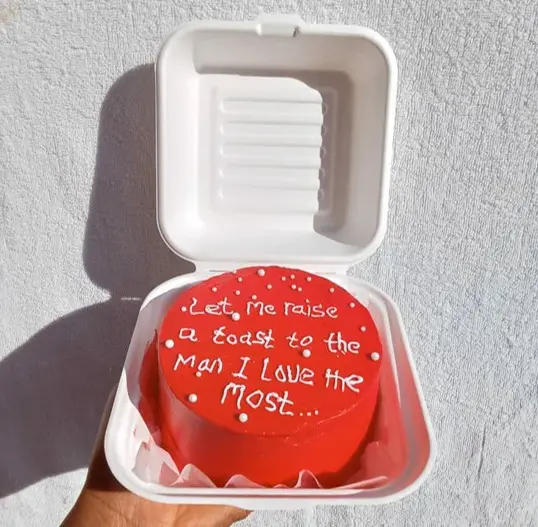 Let me raise
a toast to the
Man I Love the
Most...